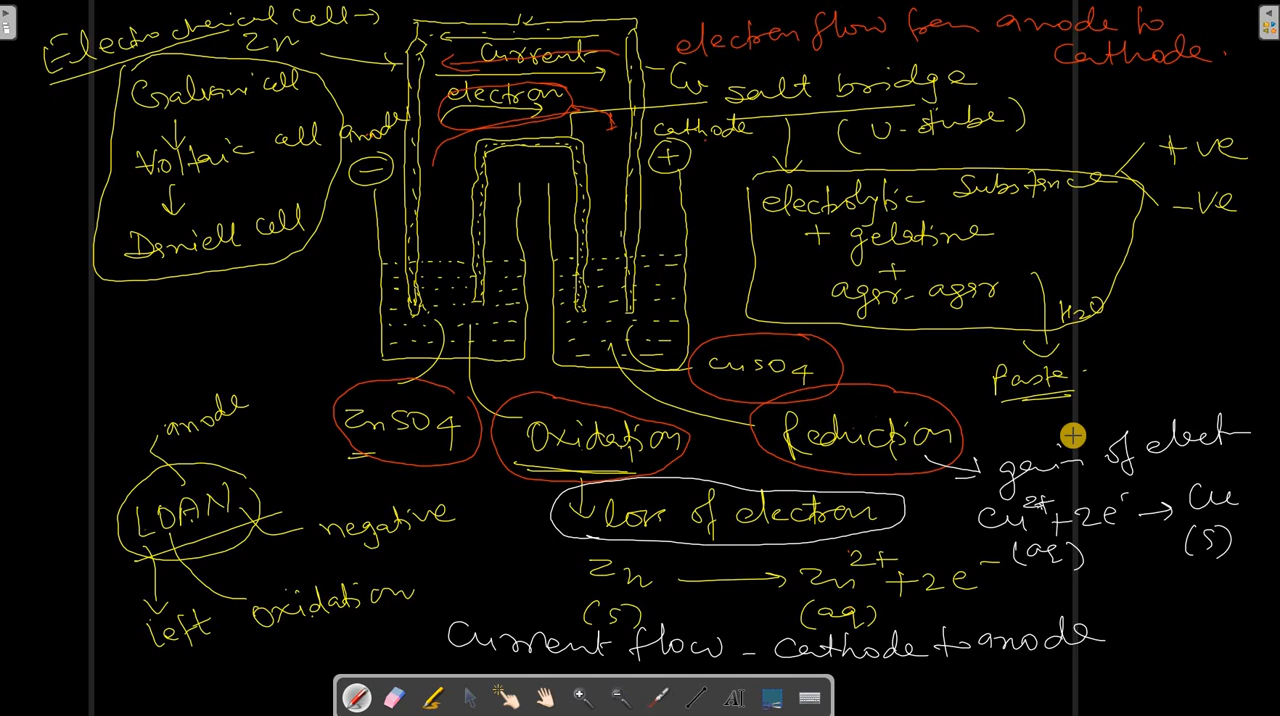 Electrochemical cell →
Galvanic cell
Voltaic cell
Deniell cell
Zn
anode
−
current
electron
Cu
cathode
+
electron flow from anode to
cathode.
salt bridge
(U-stube)
electrolytic substance
+ gelatine
+
agar-agar
+ve
-ve
H2O
Paste.
ZnSO4
CuSO4
Oxidation
Reduction
loss of electron
gain of elect
Cu2+ + 2e- → Cu
(aq) (s)
Zn → Zn2+ + 2e-
(s) (aq)
current flow - cathode to anode
anode
LOAN
negative
oxidation
left
AI